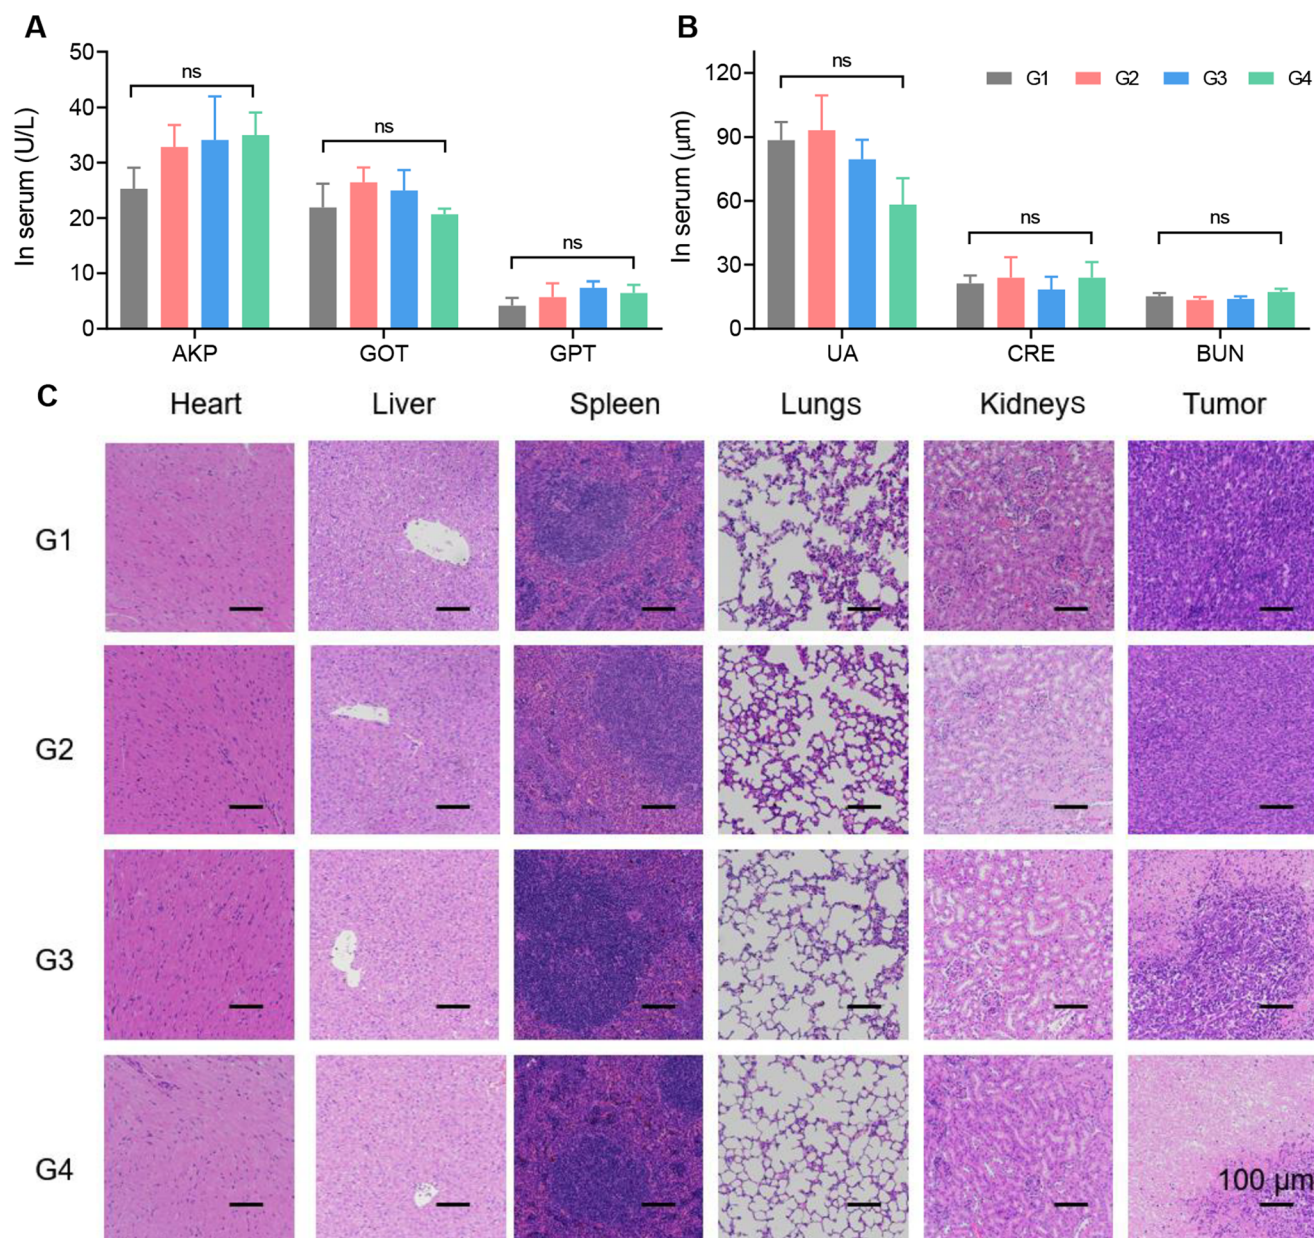 A
B
In serum (U/L)
50
40
30
20
10
0
ns
ns
ns
AKP GOT GPT
In serum (μm)
120
90
60
30
0
ns
ns
ns
G1 G2 G3 G4
UA CRE BUN
C
Heart Liver Spleen Lungs Kidneys Tumor
G1
G2
G3
G4
100 μm